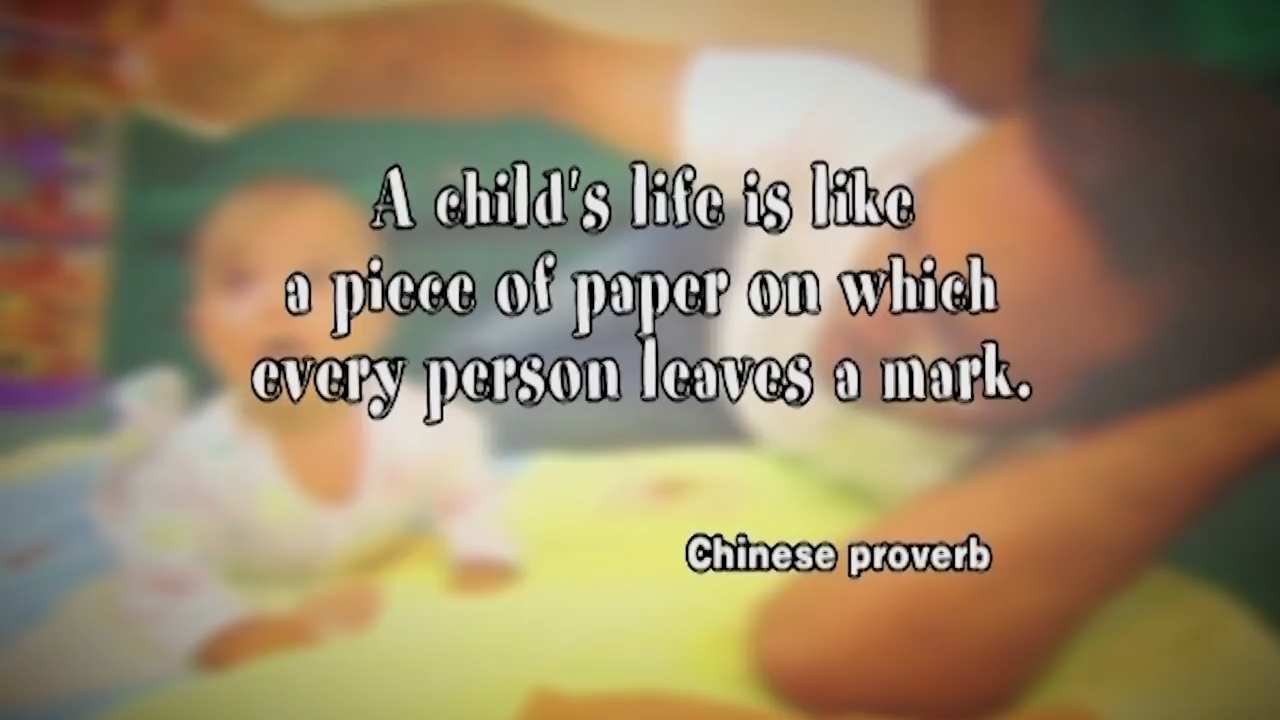 A child's life is like
a piece of paper on which
every person leaves a mark.
Chinese proverb